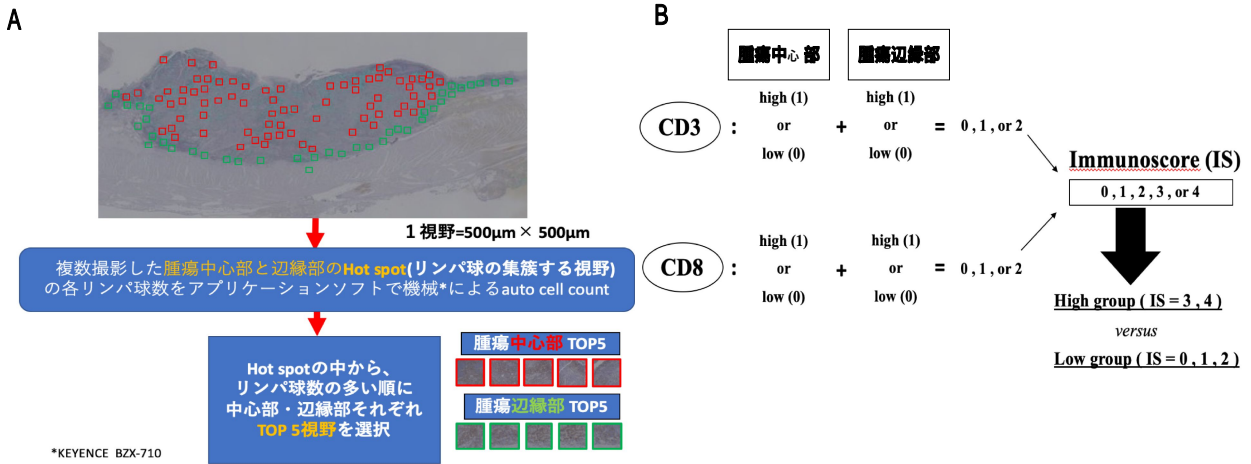 A
1 視野=500μm × 500μm
複数撮影した腫瘍中心部と辺縁部のHot spot(リンパ球の集簇する視野)
の各リンパ球数をアプリケーションソフトで機械*によるauto cell count
Hot spotの中から、
リンパ球数の多い順に
中心部・辺縁部それぞれ
TOP 5視野を選択
腫瘍中心部 TOP5
腫瘍辺縁部 TOP5
*KEYENCE BZX-710
B
腫瘍中心部 腫瘍辺縁部
high (1) high (1)
CD3 : or + or = 0 , 1 , or 2
low (0) low (0)
Immunoscore (IS)
0 , 1 , 2 , 3 , or 4
high (1) high (1)
CD8 : or + or = 0 , 1 , or 2
low (0) low (0)
High group ( IS = 3 , 4 )
versus
Low group ( IS = 0 , 1 , 2 )